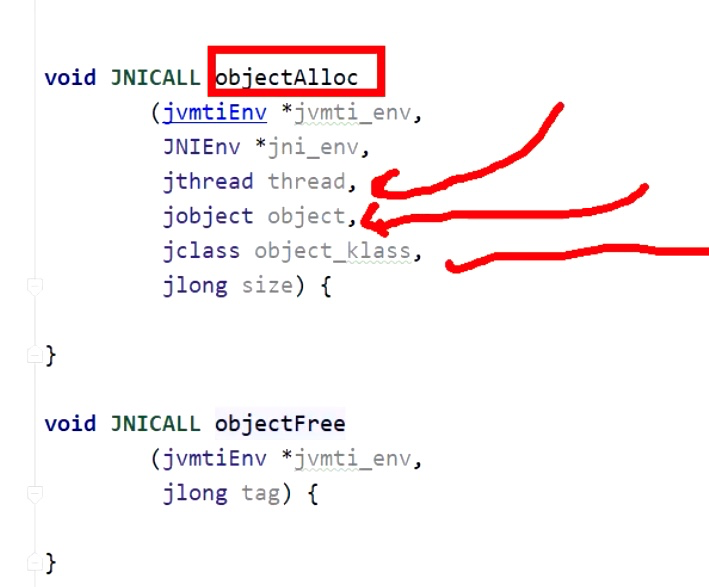 void JNICALL objectAlloc
(jvmtiEnv *jvmti_env,
JNIEnv *jni_env,
jthread thread,
jobject object,
jclass object_klass,
jlong size) {
}
void JNICALL objectFree
(jvmtiEnv *jvmti_env,
jlong tag) {
}